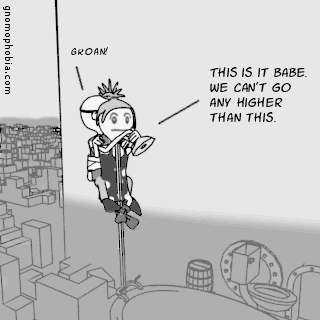 gnomophobia.com
GROAN!
THIS IS IT BABE.
WE CAN'T GO
ANY HIGHER
THAN THIS.